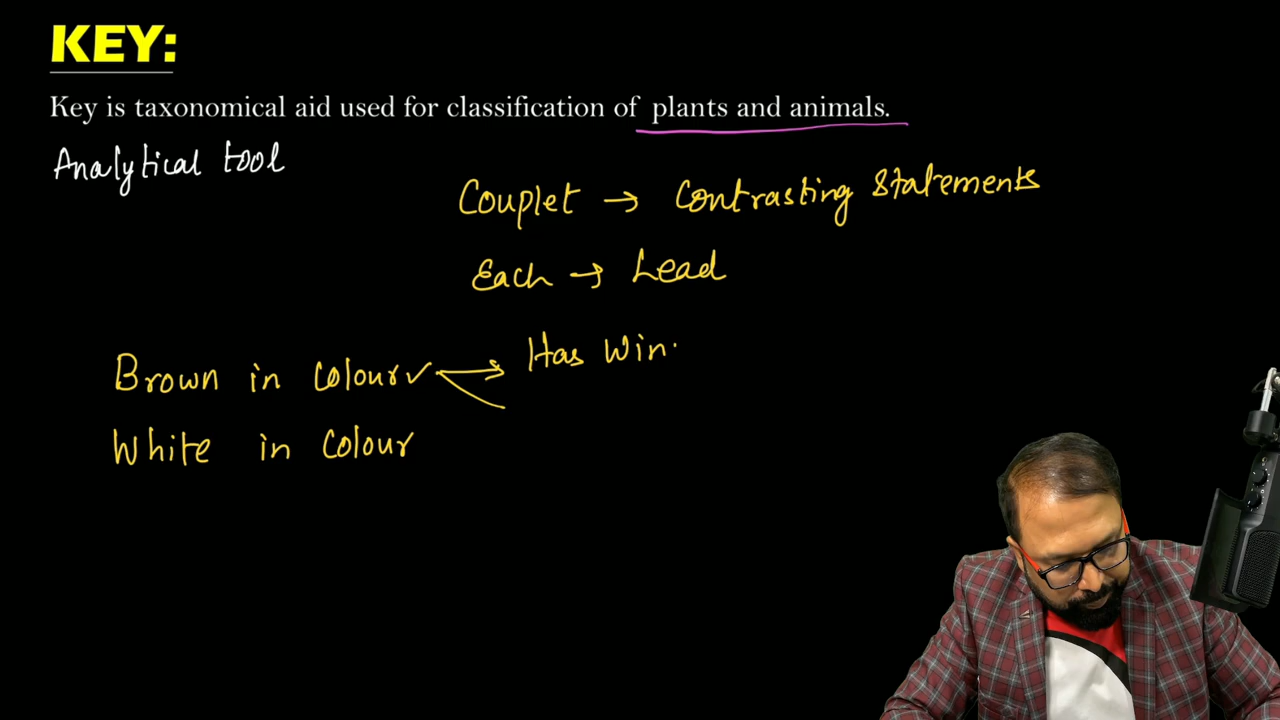 KEY:
Key is taxonomical aid used for classification of plants and animals.
Analytical tool
Couplet → Contrasting Statements
Each → Lead
Has Win
Brown in colour ✓ →
White in colour